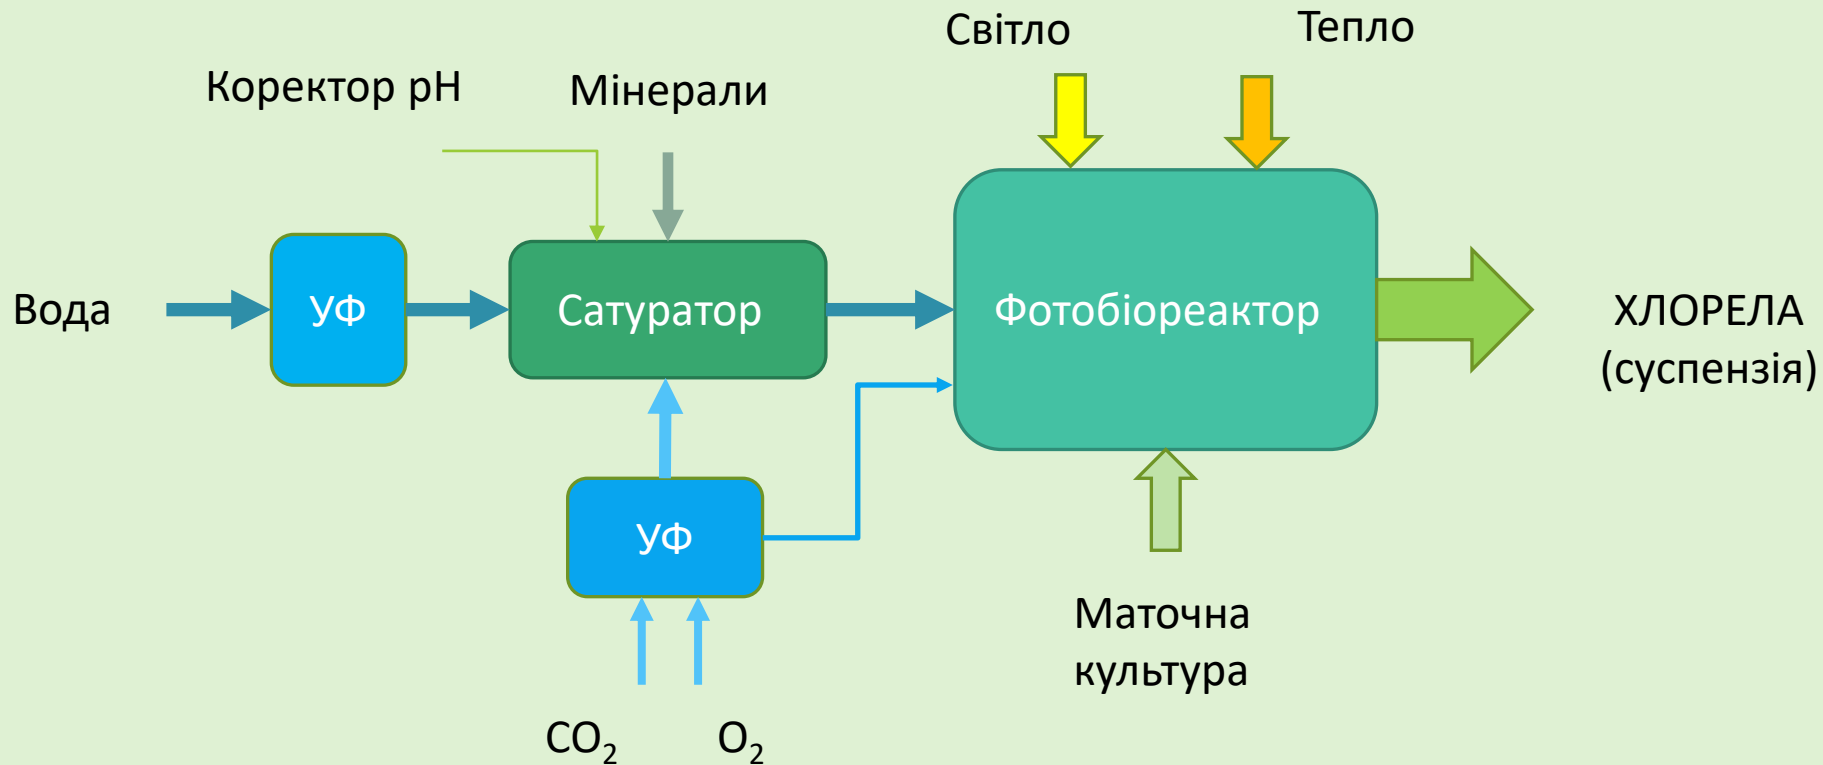 Світло
Тепло
Коректор pH
Мінерали
Вода
УФ
Сатуратор
Фотобіореактор
ХЛОРЕЛА
(суспензія)
УФ
Маточна
культура
CO₂
O₂